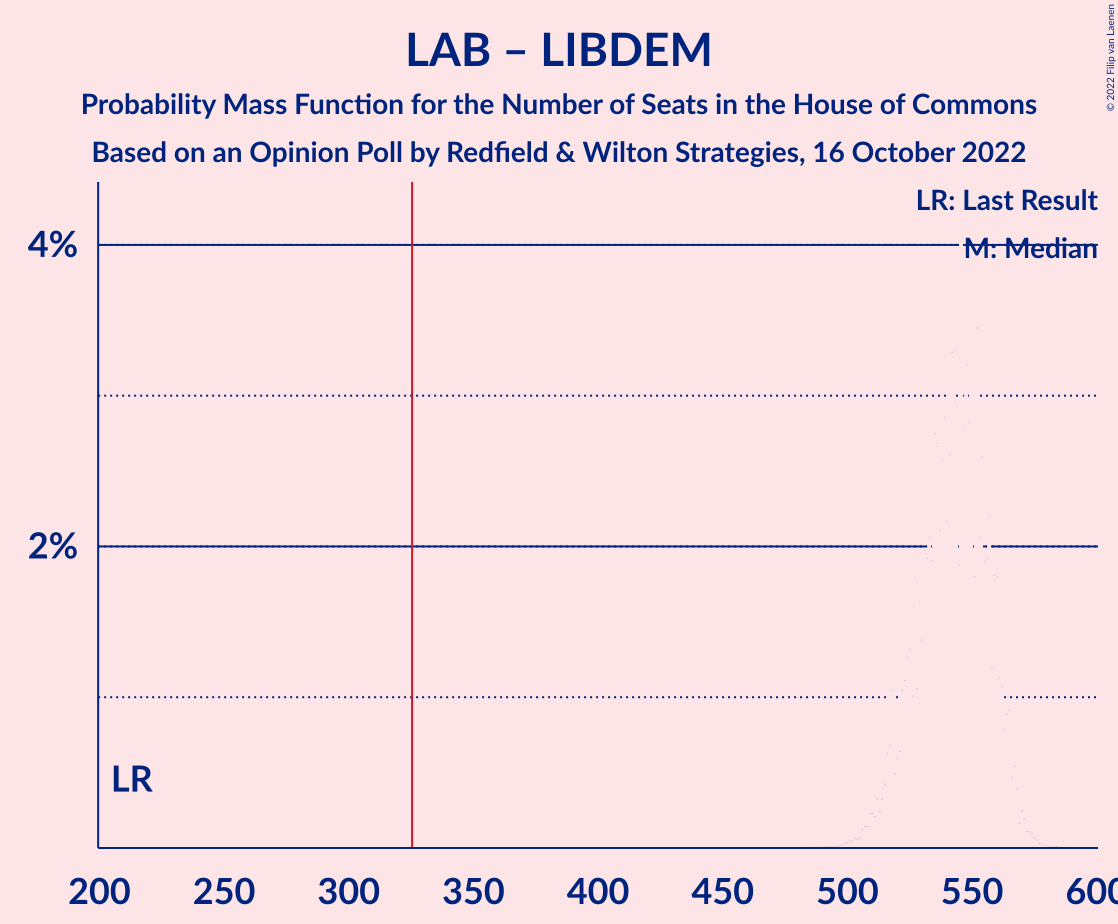 LAB – LIBDEM
Probability Mass Function for the Number of Seats in the House of Commons
Based on an Opinion Poll by Redfield & Wilton Strategies, 16 October 2022
© 2022 Filip van Laenen
LR: Last Result
M: Median
4%
2%
LR
200 250 300 350 400 450 500 550 600